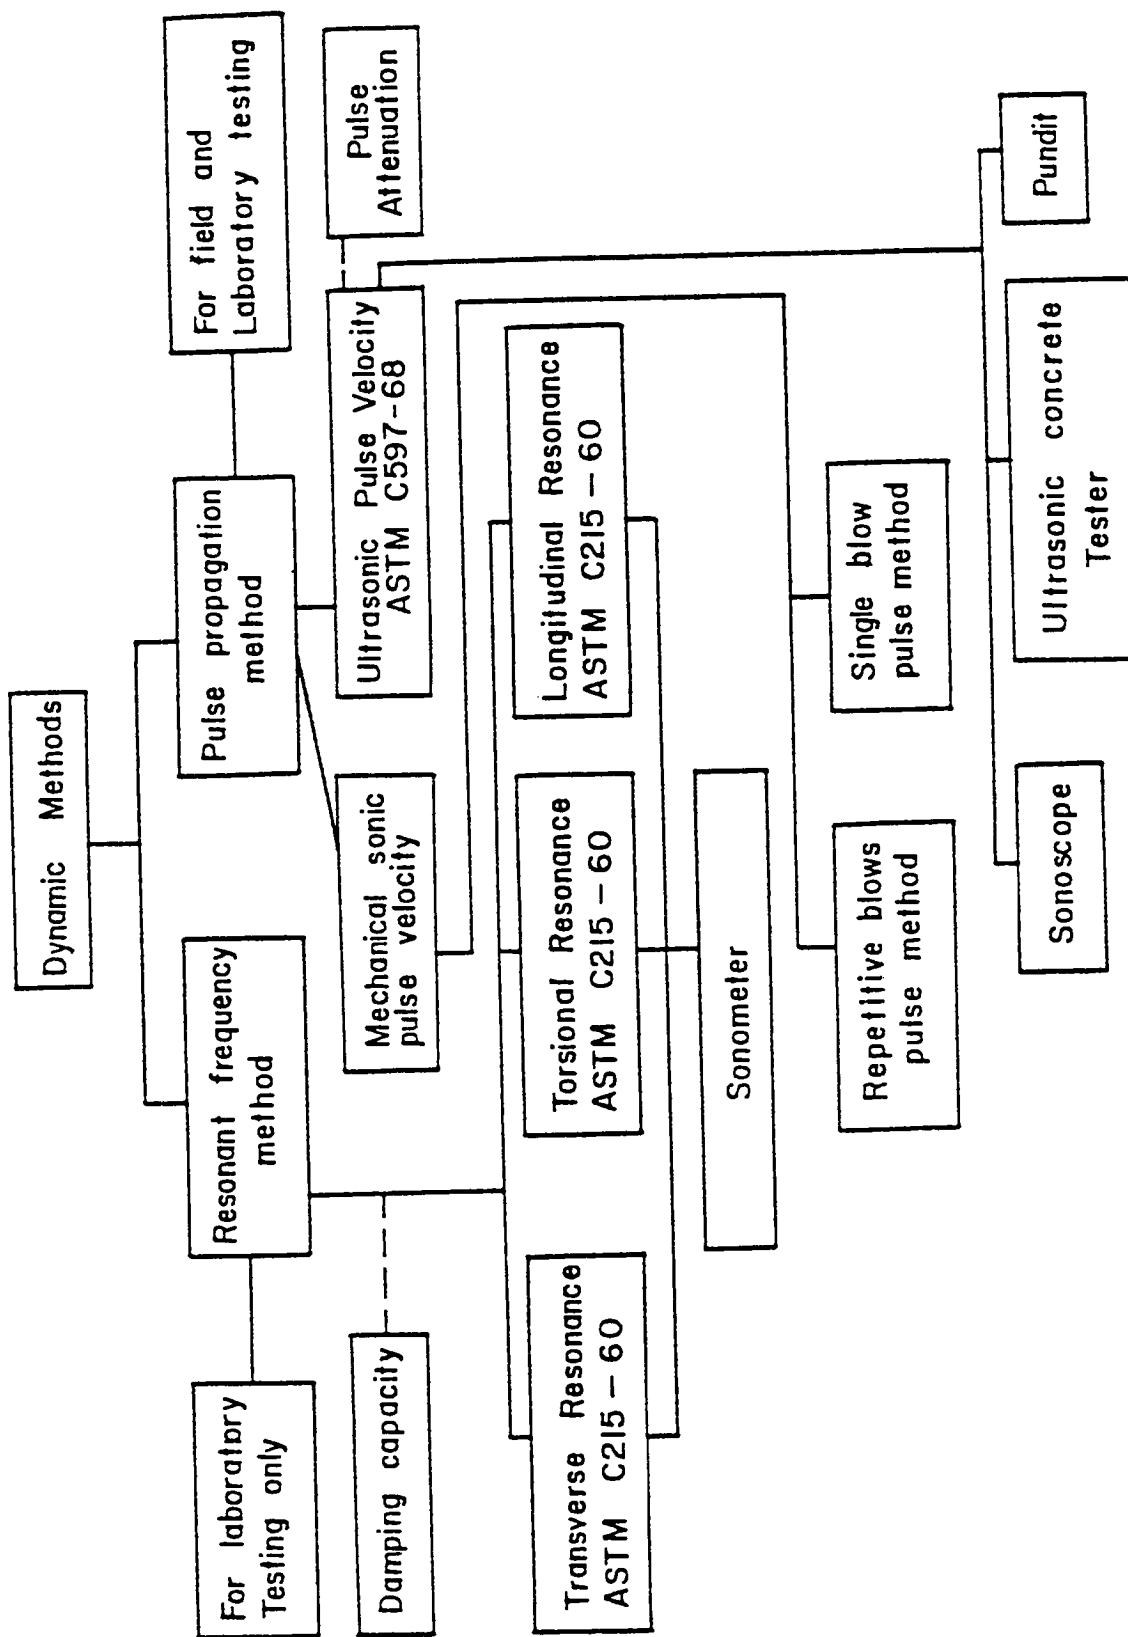 Dynamic Methods
Resonant frequency
method
Pulse propagation
method
For laboratory
Testing only
For field and
Laboratory testing
Damping capacity
Mechanical sonic
pulse velocity
Ultrasonic Pulse Velocity
ASTM C597-68
Pulse
Attenuation
Transverse Resonance
ASTM C215-60
Torsional Resonance
ASTM C215-60
Longitudinal Resonance
ASTM C215-60
Sonometer
Repetitive blows
pulse method
Single blow
pulse method
Sonoscope
Ultrasonic concrete
Tester
Pundit